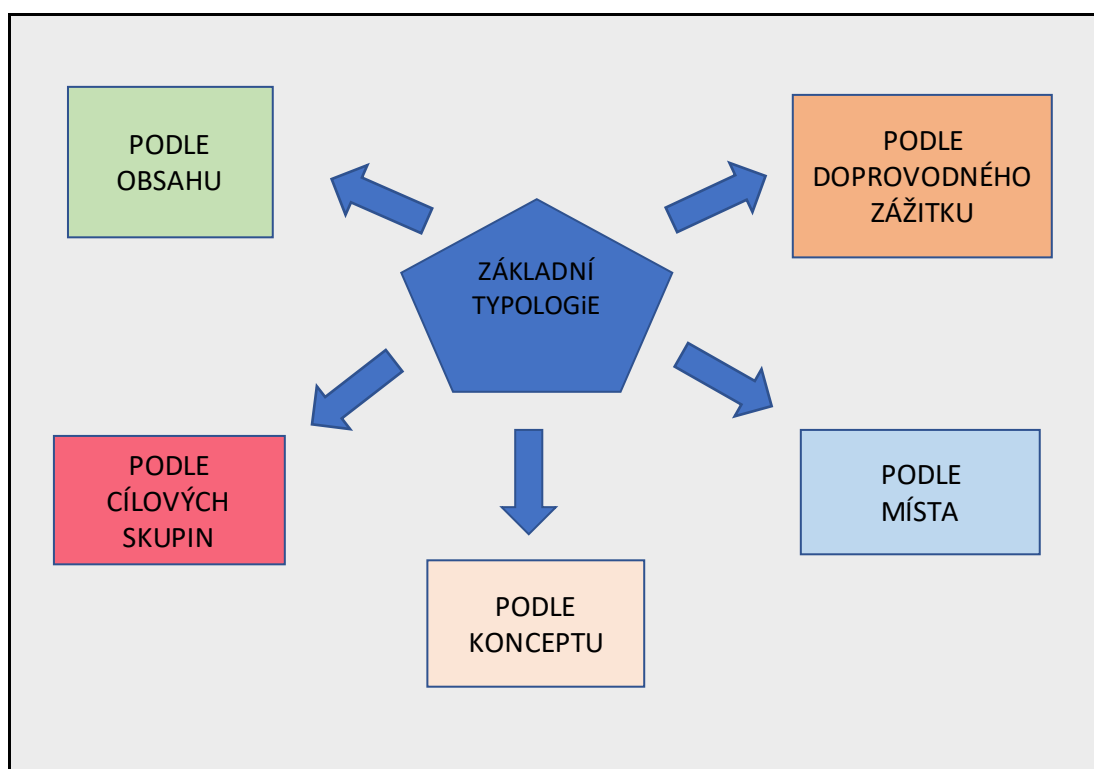 PODLE
OBSAHU
PODLE
DOPROVODNÉHO
ZÁŽITKU
ZÁKLADNÍ
TYPOLOGiE
PODLE
CÍLOVÝCH
SKUPIN
PODLE
MÍSTA
PODLE
KONCEPTU